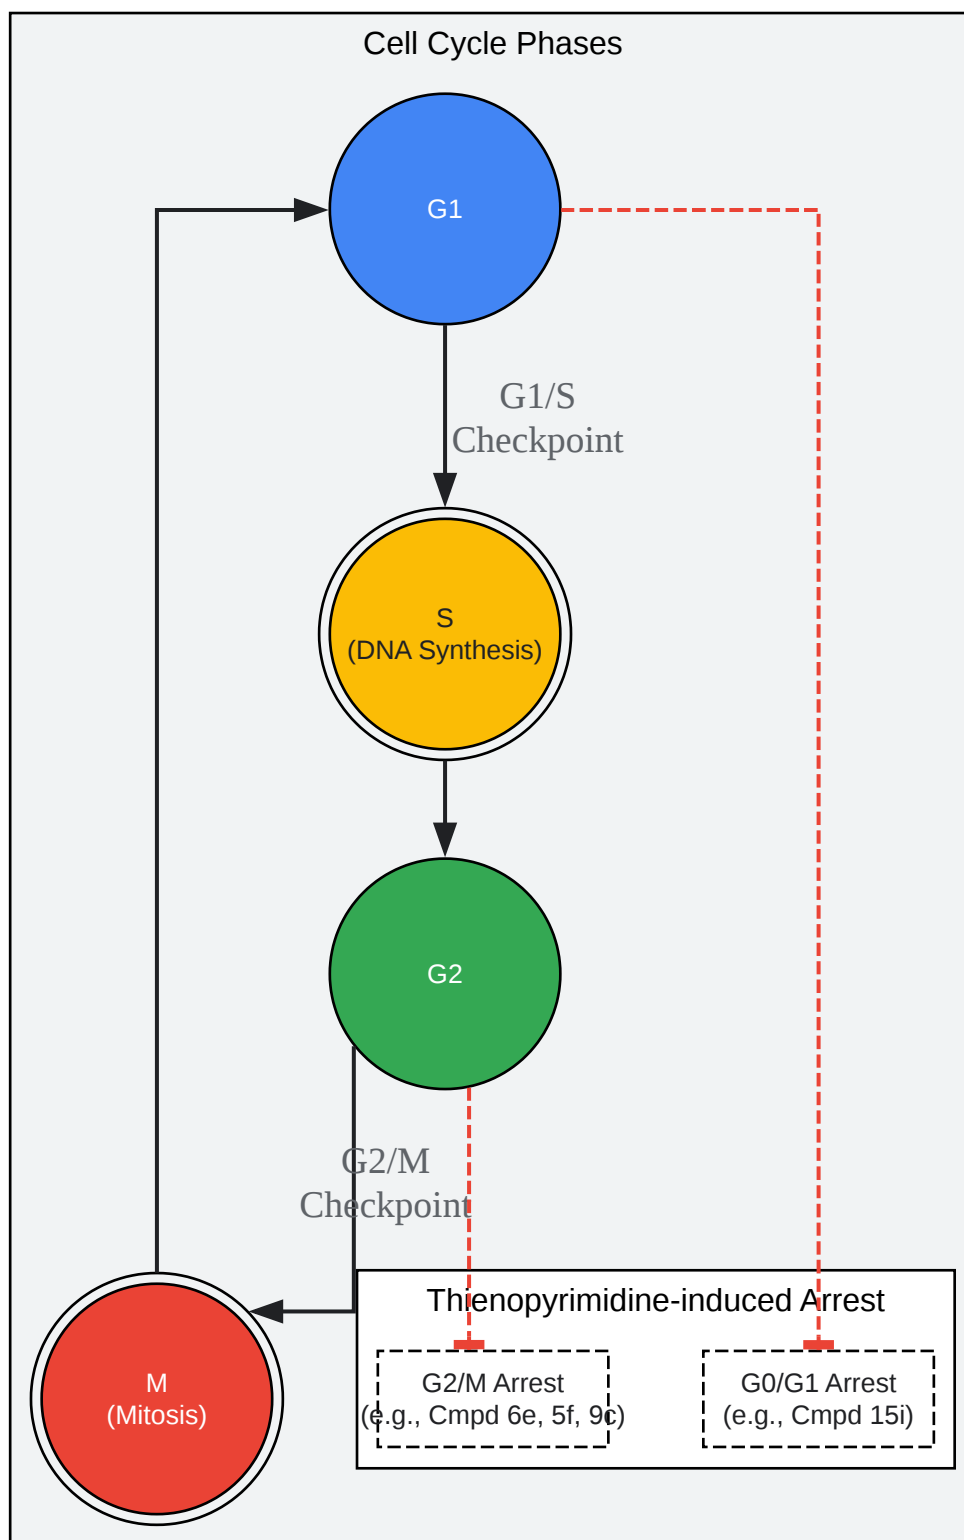 Cell Cycle Phases
G1
G1/S
Checkpoint
S
(DNA Synthesis)
G2
G2/M
Checkpoint
Thienopyrimidine-induced Arrest
G2/M Arrest
(e.g., Cmpd 6e, 5f, 9c)
G0/G1 Arrest
(e.g., Cmpd 15i)
M
(Mitosis)